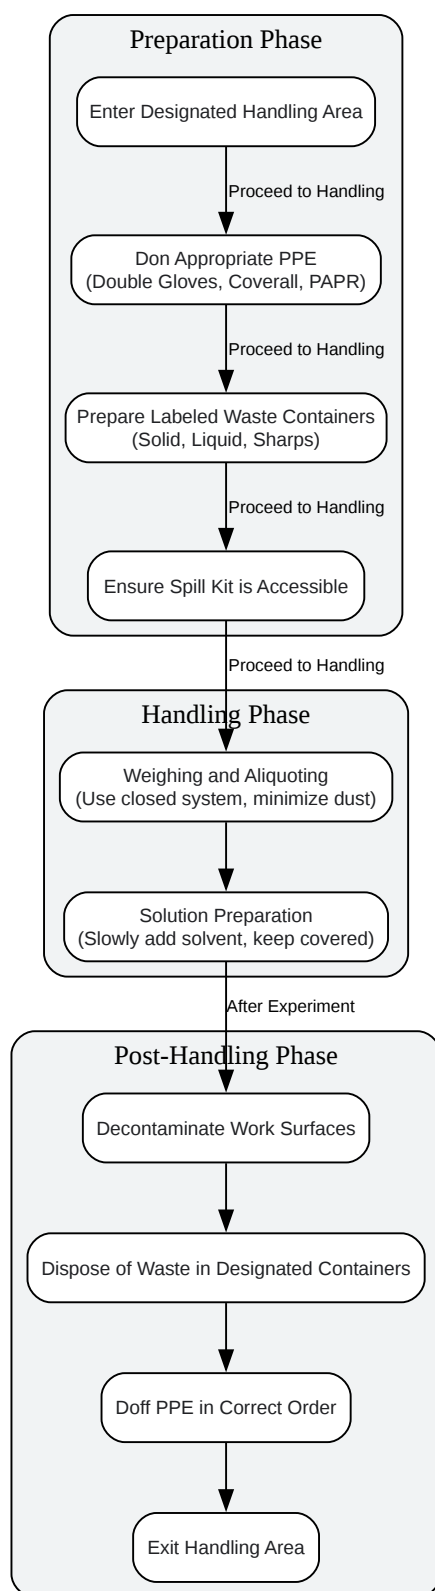 Preparation Phase
Enter Designated Handling Area
Proceed to Handling
Don Appropriate PPE
(Double Gloves, Coverall, PAPR)
Proceed to Handling
Prepare Labeled Waste Containers
(Solid, Liquid, Sharps)
Proceed to Handling
Ensure Spill Kit is Accessible
Proceed to Handling
Handling Phase
Weighing and Aliquoting
(Use closed system, minimize dust)
Solution Preparation
(Slowly add solvent, keep covered)
After Experiment
Post-Handling Phase
Decontaminate Work Surfaces
Dispose of Waste in Designated Containers
Doff PPE in Correct Order
Exit Handling Area